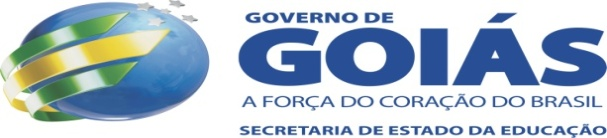 GOVERNO DE
GOIÁS
A FORÇA DO CORAÇÃO DO BRASIL
SECRETARIA DE ESTADO DA EDUCAÇÃO